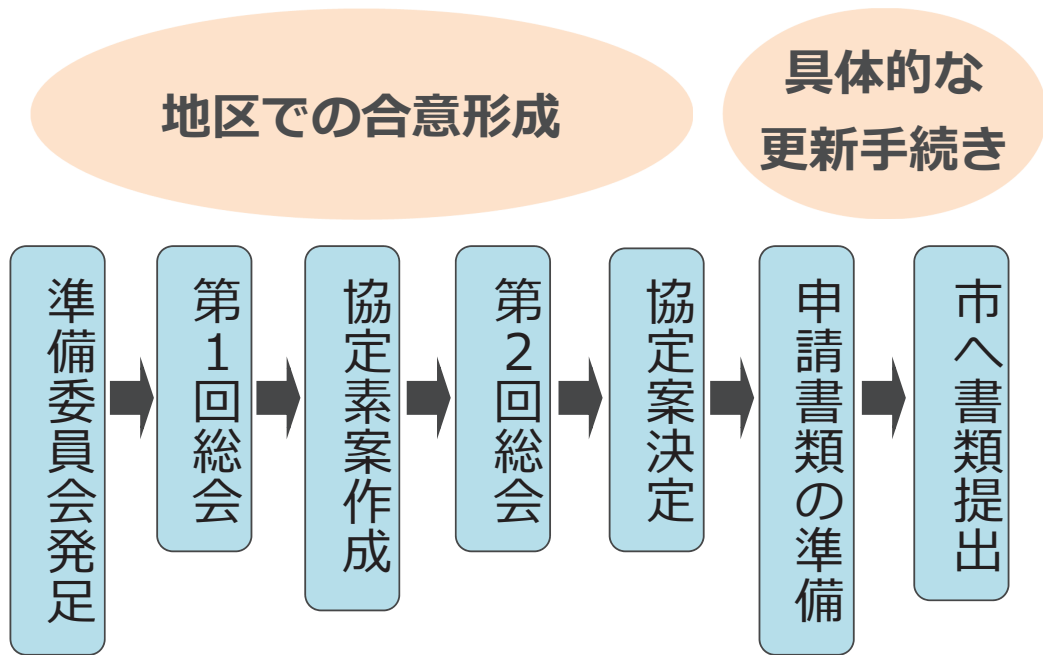 地区での合意形成
具体的な
更新手続き
準備委員会発足
第1回総会
協定素案作成
第2回総会
協定案決定
申請書類の準備
市へ書類提出